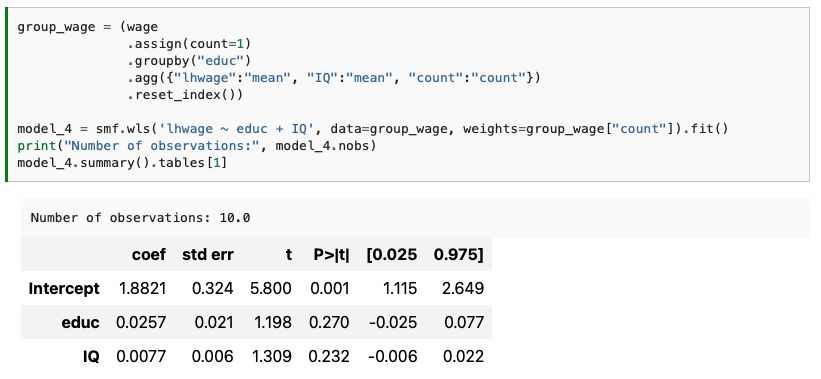 group_wage = (wage
              .assign(count=1)
              .groupby("educ")
              .agg({"lhwage":"mean", "IQ":"mean", "count":"count"})
              .reset_index())
model_4 = smf.wls('lhwage ~ educ + IQ', data=group_wage, weights=group_wage["count"]).fit()
print("Number of observations:", model_4.nobs)
model_4.summary().tables[1]
Number of observations: 10.0
coef std err t P>|t| [0.025 0.975]
Intercept 1.8821 0.324 5.800 0.001 1.115 2.649
educ 0.0257 0.021 1.198 0.270 -0.025 0.077
IQ 0.0077 0.006 1.309 0.232 -0.006 0.022